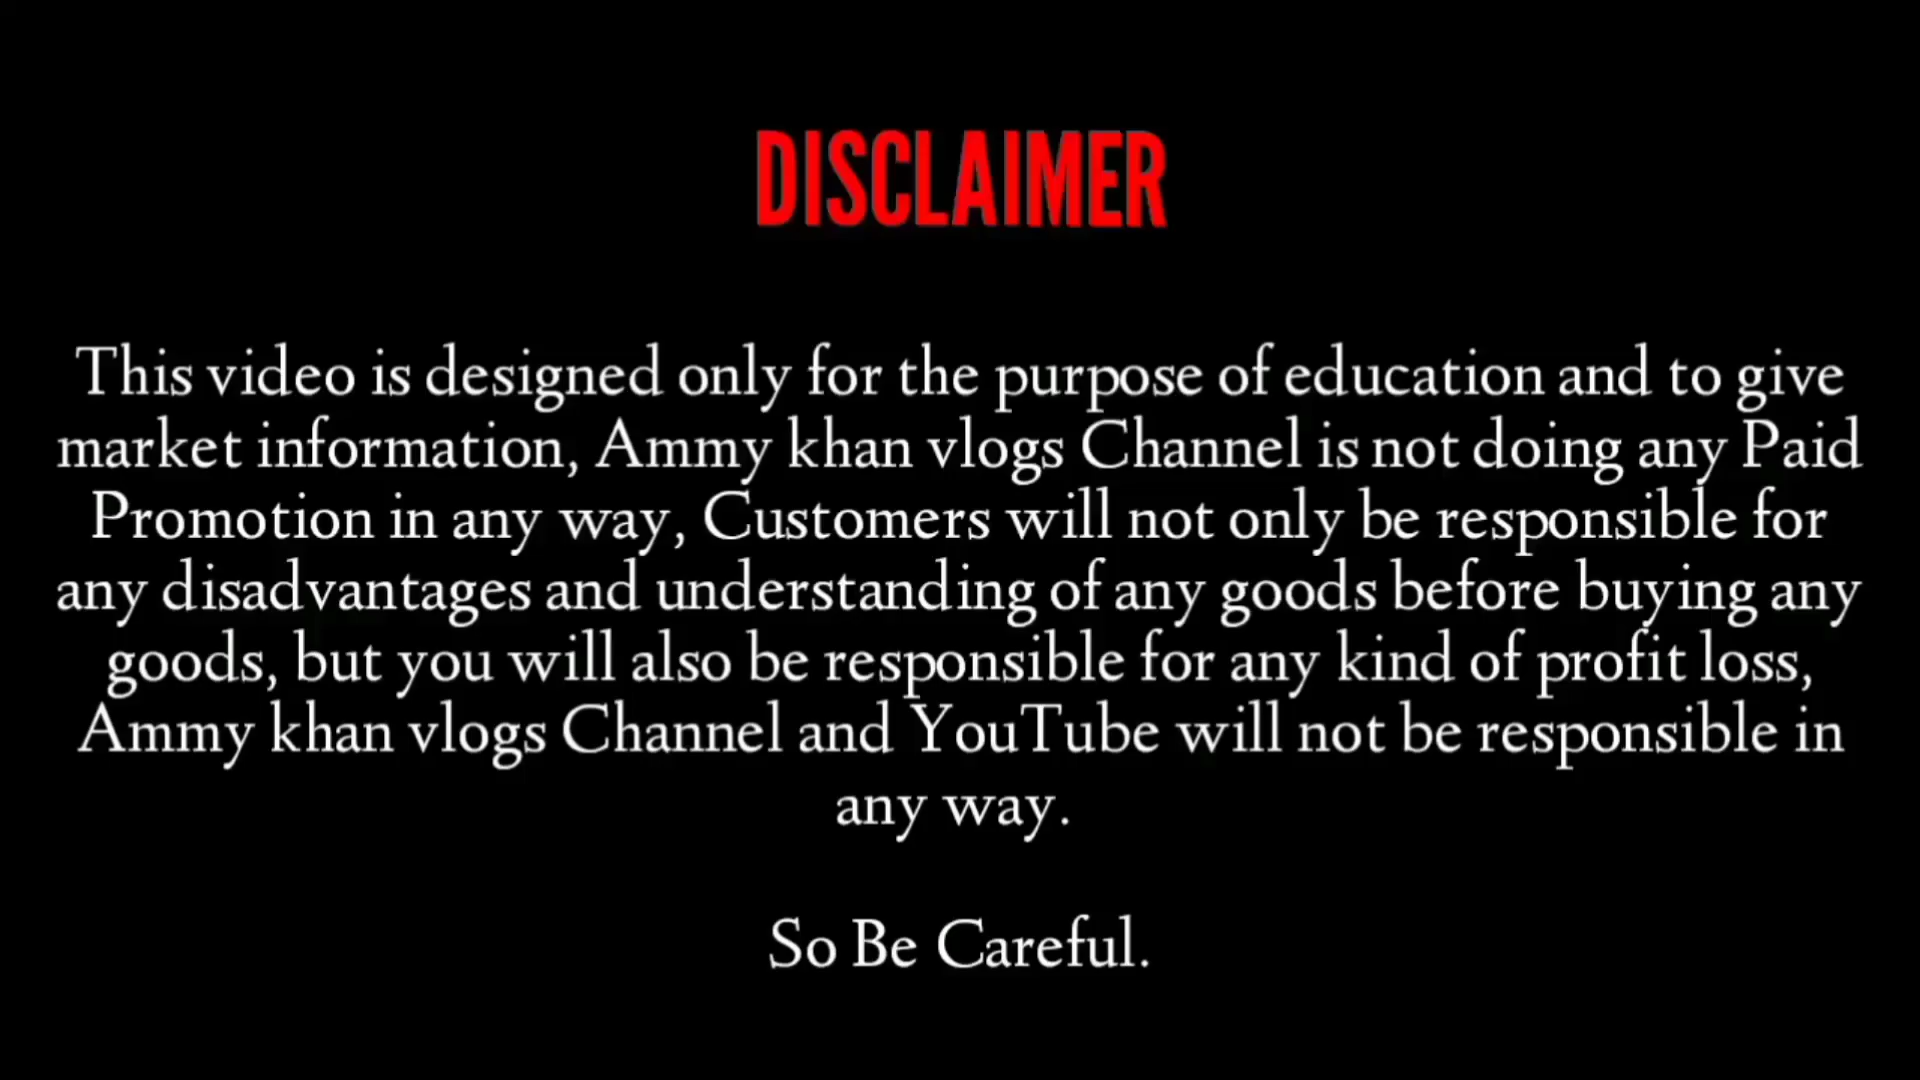 DISCLAIMER
This video is designed only for the purpose of education and to give
market information, Ammy khan vlogs Channel is not doing any Paid
Promotion in any way, Customers will not only be responsible for
any disadvantages and understanding of any goods before buying any
goods, but you will also be responsible for any kind of profit loss,
Ammy khan vlogs Channel and YouTube will not be responsible in
any way.
So Be Careful.